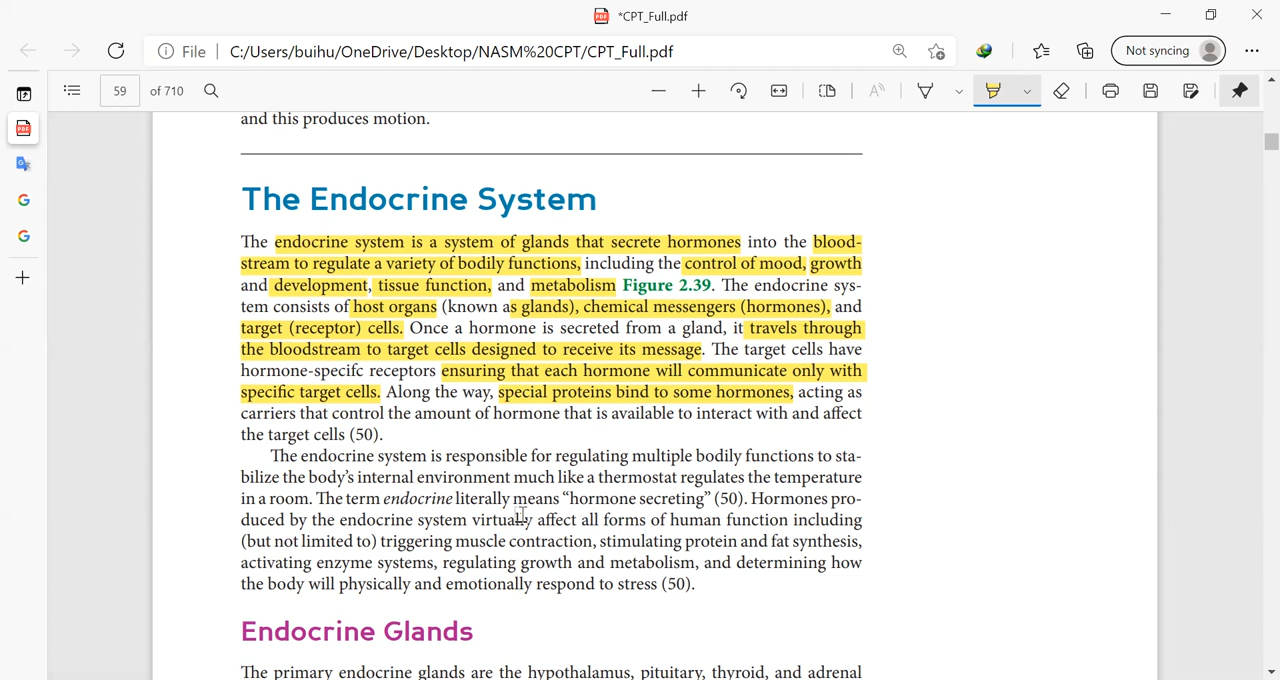 *CPT_Full.pdf
File | C:/Users/buihu/OneDrive/Desktop/NASM%20CPT/CPT_Full.pdf
Not syncing
59 of 710
and this produces motion.
The Endocrine System
The endocrine system is a system of glands that secrete hormones into the blood-
stream to regulate a variety of bodily functions, including the control of mood, growth
and development, tissue function, and metabolism Figure 2.39. The endocrine sys-
tem consists of host organs (known as glands), chemical messengers (hormones), and
target (receptor) cells. Once a hormone is secreted from a gland, it travels through
the bloodstream to target cells designed to receive its message. The target cells have
hormone-specifc receptors ensuring that each hormone will communicate only with
specific target cells. Along the way, special proteins bind to some hormones, acting as
carriers that control the amount of hormone that is available to interact with and affect
the target cells (50).
The endocrine system is responsible for regulating multiple bodily functions to sta-
bilize the body's internal environment much like a thermostat regulates the temperature
in a room. The term endocrine literally means “hormone secreting” (50). Hormones pro-
duced by the endocrine system virtually affect all forms of human function including
(but not limited to) triggering muscle contraction, stimulating protein and fat synthesis,
activating enzyme systems, regulating growth and metabolism, and determining how
the body will physically and emotionally respond to stress (50).
Endocrine Glands
The primary endocrine glands are the hypothalamus, pituitary, thyroid, and adrenal